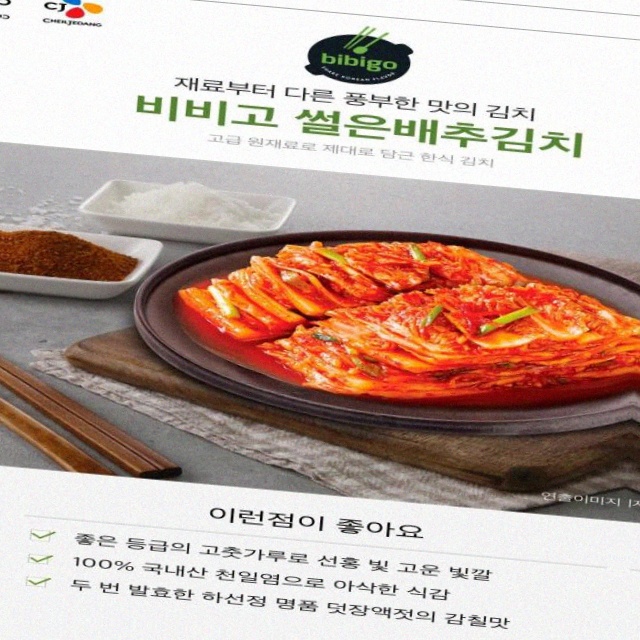 CJ
CHEILJEDANG
bibigo
재료부터 다른 풍부한 맛의 김치
비비고 썰은배추김치
고급 원재료로 제대로 담근 한식 김치
연출이미지
이런점이 좋아요
좋은 등급의 고춧가루로 선홍 빛 고운 빛깔
100% 국내산 천일염으로 아삭한 식감
두 번 발효한 하선정 명품 덧장액젓의 감칠맛